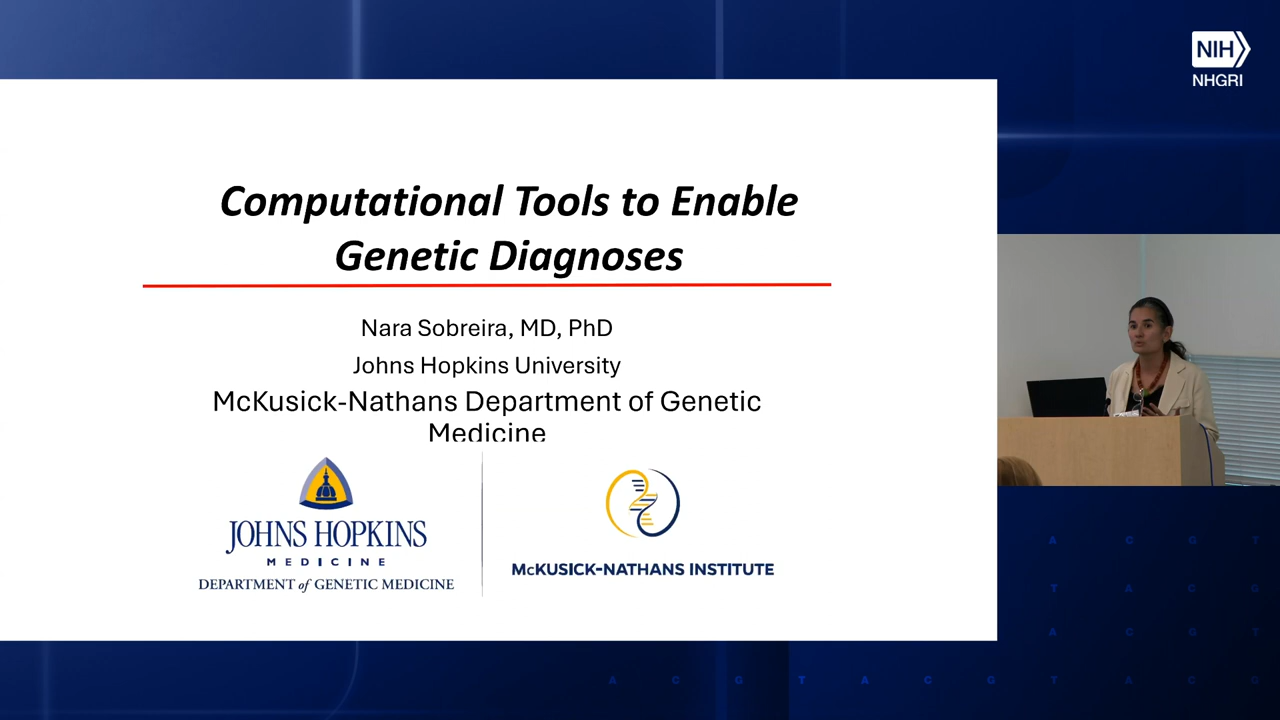 NIH
NHGRI
Computational Tools to Enable
Genetic Diagnoses
Nara Sobreira, MD, PhD
Johns Hopkins University
McKusick-Nathans Department of Genetic
Medicine
JOHNS HOPKINS
MEDICINE
DEPARTMENT of GENETIC MEDICINE
McKUSICK-NATHANS INSTITUTE
A C G T
T A C G
A C G T
A C G T A C G T A C G